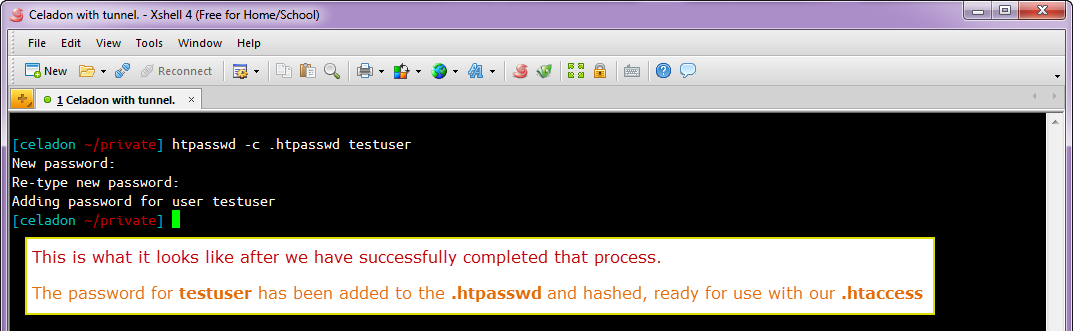 Celadon with tunnel. - Xshell 4 (Free for Home/School)
File Edit View Tools Window Help
New Reconnect
1 Celadon with tunnel.
[celadon ~/private] htpasswd -c .htpasswd testuser
New password:
Re-type new password:
Adding password for user testuser
[celadon ~/private]
This is what it looks like after we have successfully completed that process.
The password for testuser has been added to the .htpasswd and hashed, ready for use with our .htaccess